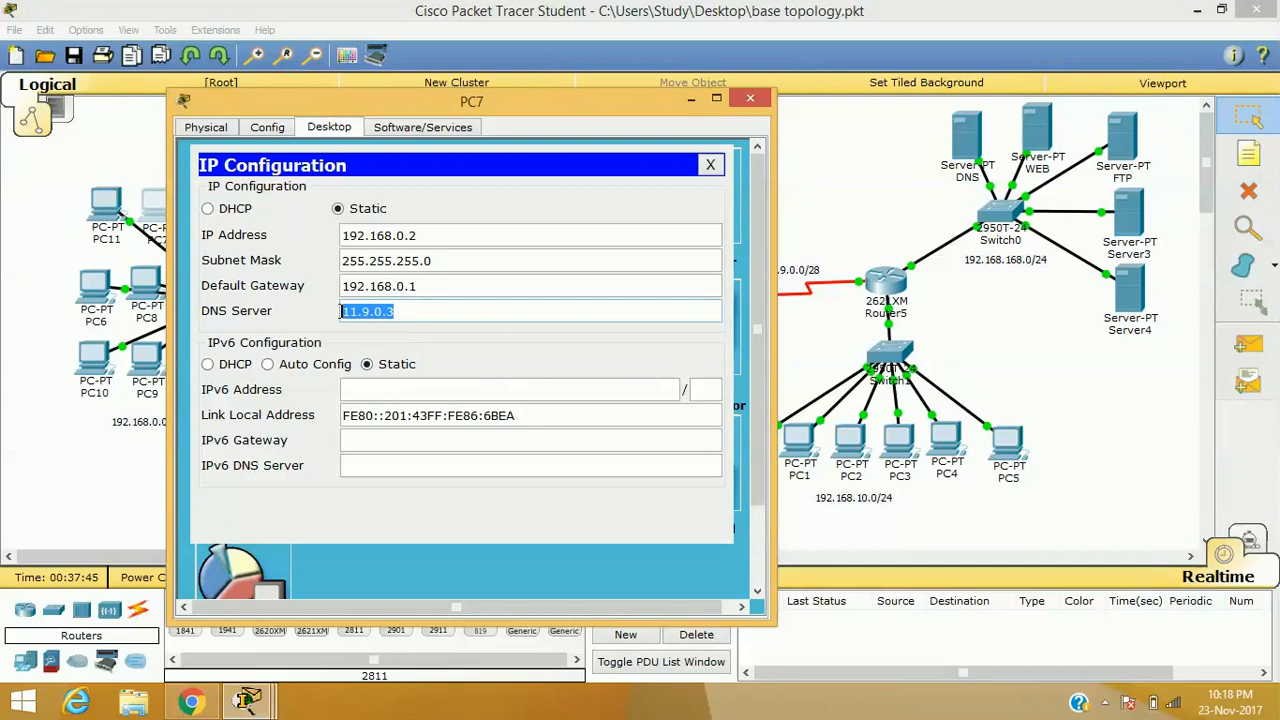 Cisco Packet Tracer Student - C:\Users\Study\Desktop\base topology.pkt
File Edit Options View Tools Extensions Help
Logical
[Root]
New Cluster
Move Object
Set Tiled Background
Viewport
PC7
Physical
Config
Desktop
Software/Services
IP Configuration
X
IP Configuration
DHCP
Static
IP Address
192.168.0.2
Subnet Mask
255.255.255.0
Default Gateway
192.168.0.1
DNS Server
11.9.0.3
IPv6 Configuration
DHCP
Auto Config
Static
IPv6 Address
/
Link Local Address
FE80::201:43FF:FE86:6BEA
IPv6 Gateway
IPv6 DNS Server
PC-PT
PC11
PC-PT
PC6
PC-PT
PC8
PC-PT
PC10
PC-PT
PC9
Server-PT
DNS
Server-PT
WEB
Server-PT
FTP
Server-PT
Server3
Server-PT
Server4
2950T-24
Switch0
192.168.168.0/24
.9.0.0/28
2621XM
Router5
2950T-24
Switch1
PC-PT
PC1
PC-PT
PC2
PC-PT
PC3
PC-PT
PC4
PC-PT
PC5
192.168.10.0/24
Time: 00:37:45
Realtime
Routers
1841
1941
2620XM
2621XM
2811
2901
2911
819
Generic
Generic
2811
New
Delete
Toggle PDU List Window
Last Status
Source
Destination
Type
Color
Time(sec)
Periodic
Num
10:18 PM
23-Nov-2017